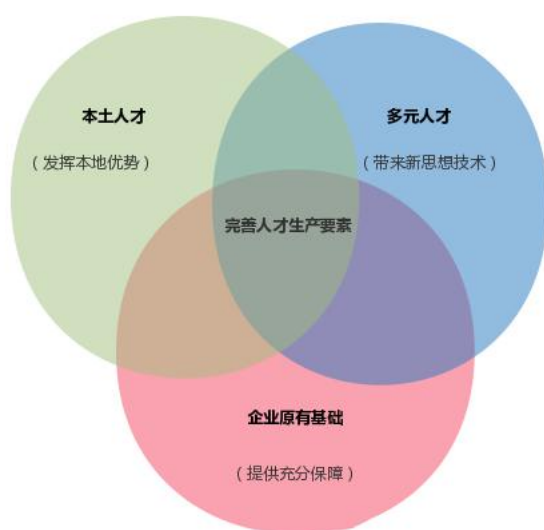 本土人才
（发挥本地优势）
多元人才
（带来新思想技术）
完善人才生产要素
企业原有基础
（提供充分保障）